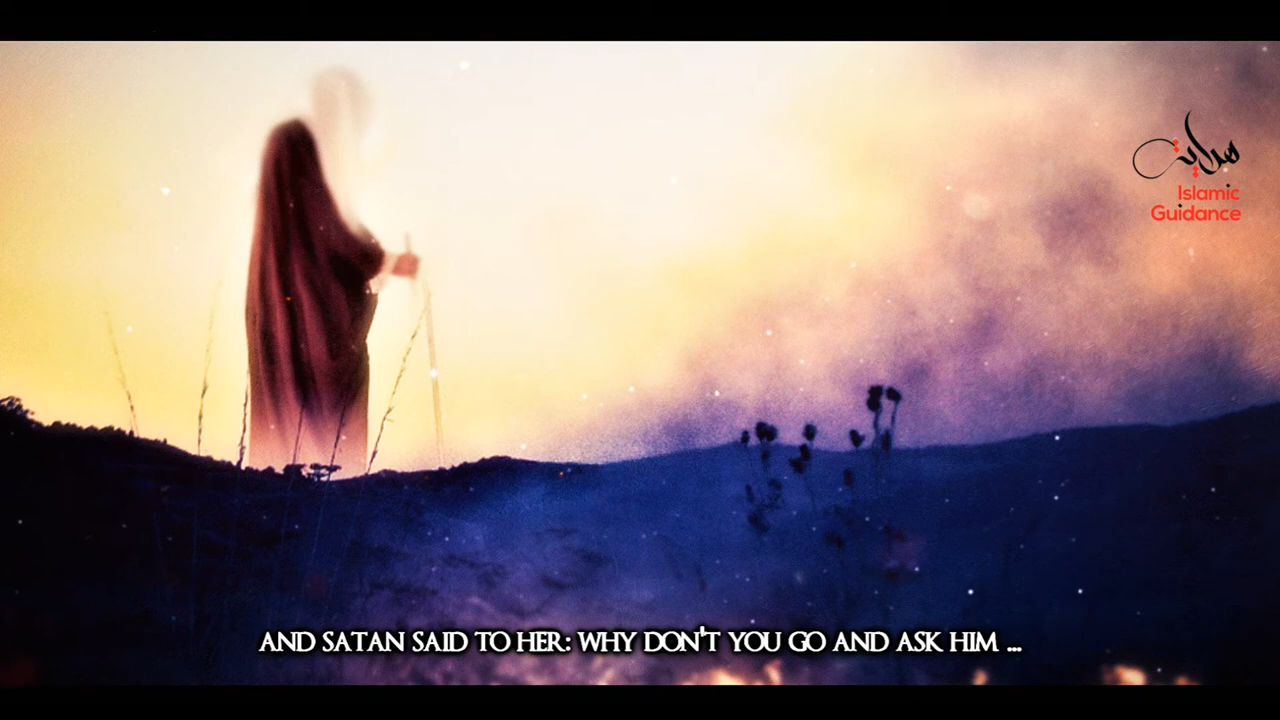 هداية
Islamic
Guidance
AND SATAN SAID TO HER: WHY DON'T YOU GO AND ASK HIM ...